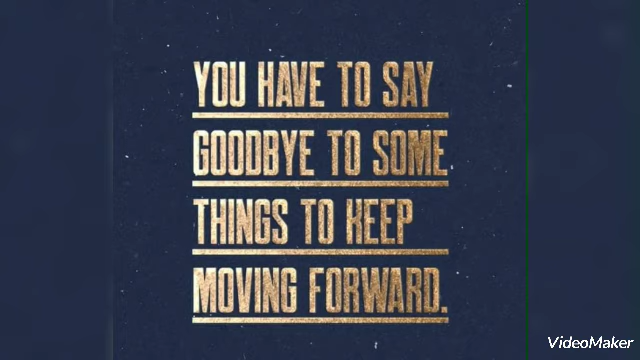 YOU HAVE TO SAY
GOODBYE TO SOME
THINGS TO KEEP
MOVING FORWARD.
VideoMaker